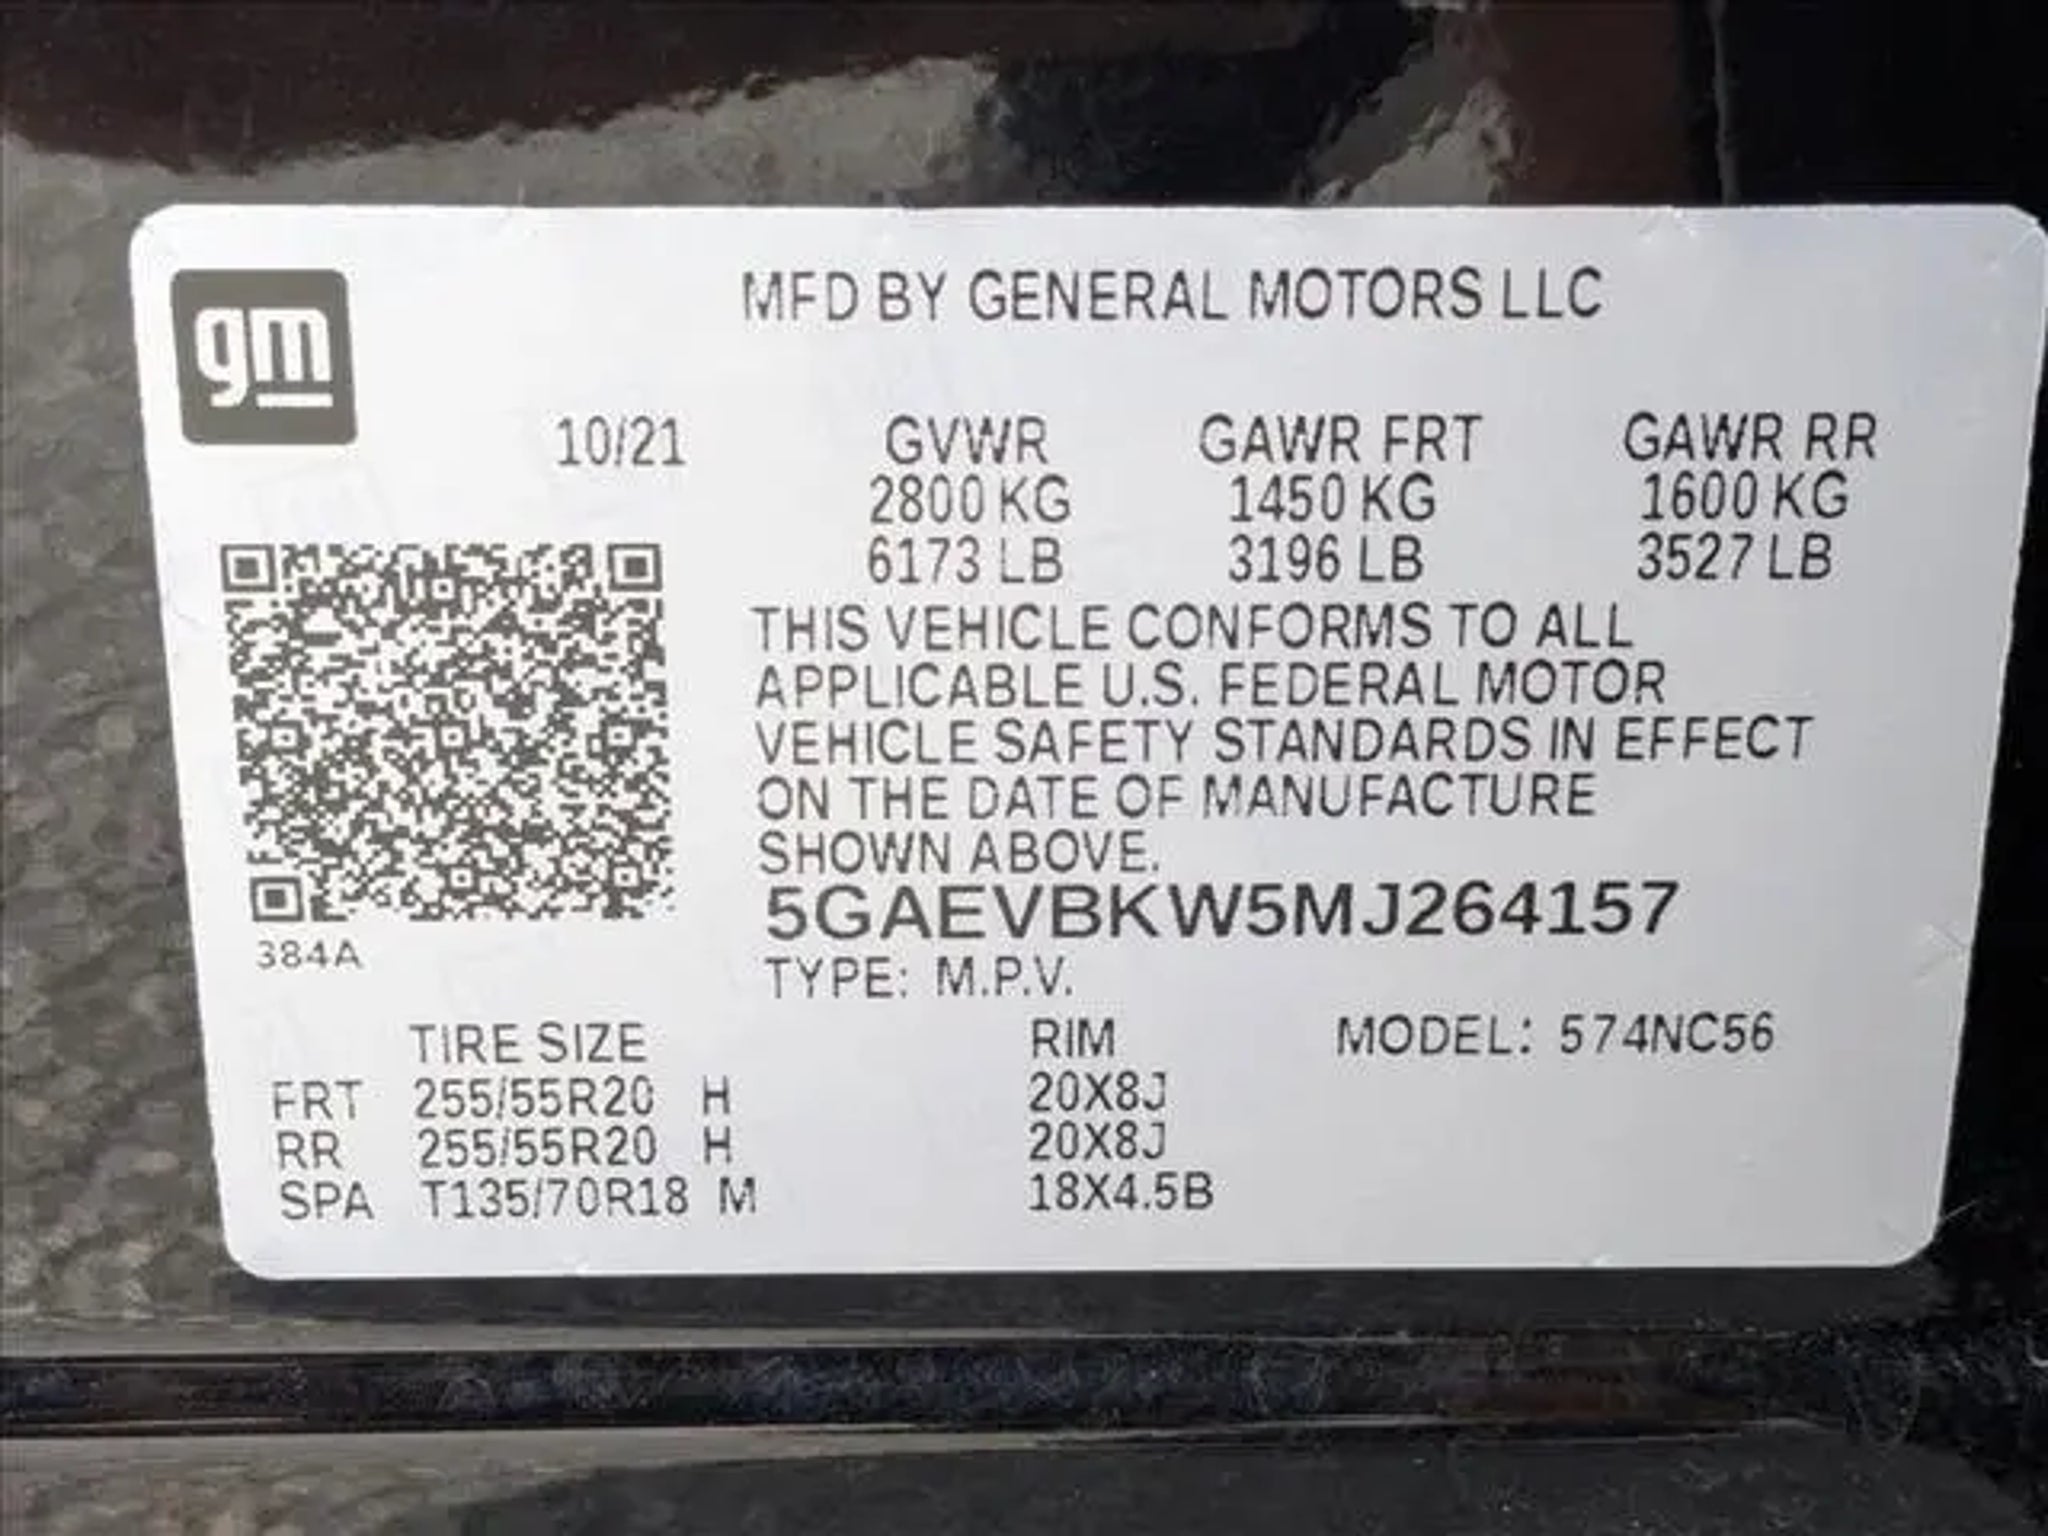 gm
MFD BY GENERAL MOTORS LLC
10/21 GVWR GAWR FRT GAWR RR
2800 KG 1450 KG 1600 KG
6173 LB 3196 LB 3527 LB
THIS VEHICLE CONFORMS TO ALL
APPLICABLE U.S. FEDERAL MOTOR
VEHICLE SAFETY STANDARDS IN EFFECT
ON THE DATE OF MANUFACTURE
SHOWN ABOVE.
5GAEVBKW5MJ264157
384A
TYPE: M.P.V.
TIRE SIZE RIM MODEL: 574NC56
FRT 255/55R20 H 20X8J
RR 255/55R20 H 20X8J
SPA T135/70R18 M 18X4.5B